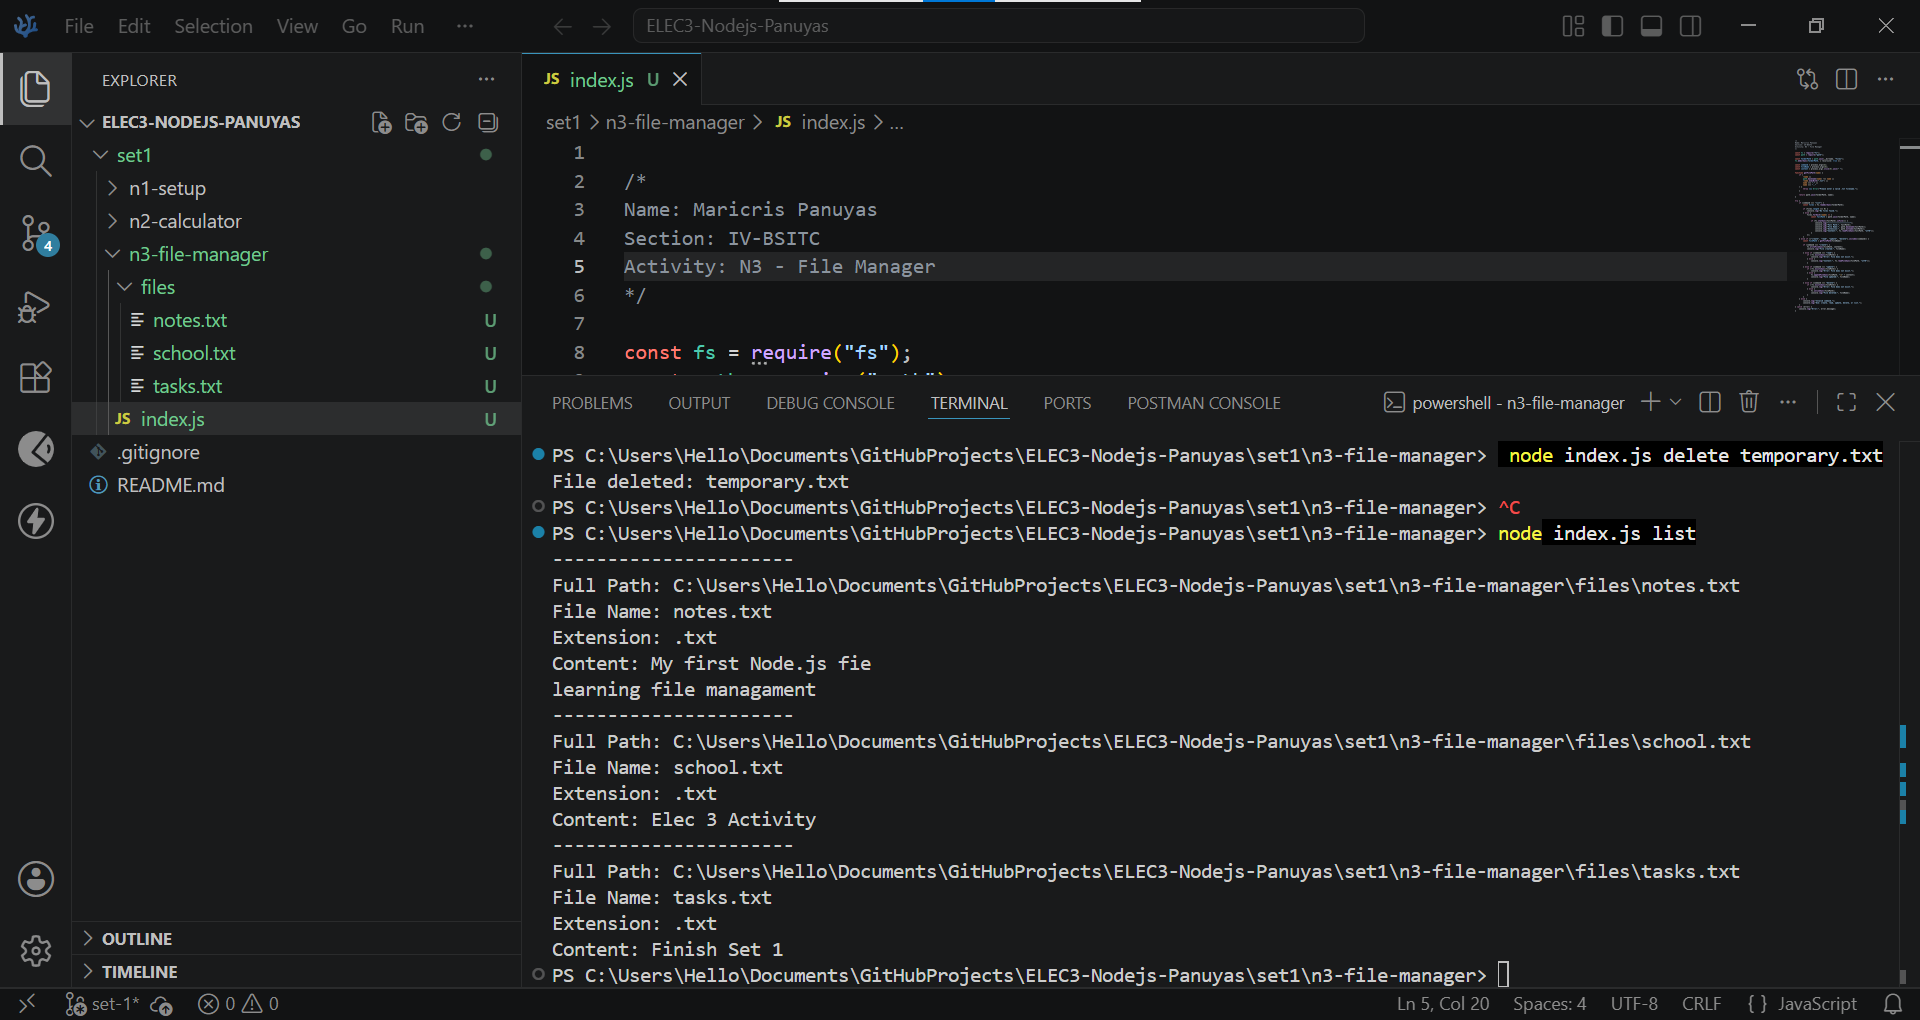 File Edit Selection View Go Run ...
ELEC3-Nodejs-Panuyas
EXPLORER
ELEC3-NODEJS-PANUYAS
set1
n1-setup
n2-calculator
n3-file-manager
files
notes.txt U
school.txt U
tasks.txt U
JS index.js U
.gitignore
README.md
4
OUTLINE
TIMELINE
JS index.js U
set1 > n3-file-manager > JS index.js > ...
1
2 /*
3 Name: Maricris Panuyas
4 Section: IV-BSITC
5 Activity: N3 - File Manager
6 */
7
8 const fs = require("fs");
PROBLEMS OUTPUT DEBUG CONSOLE TERMINAL PORTS POSTMAN CONSOLE
powershell - n3-file-manager
PS C:\Users\Hello\Documents\GitHubProjects\ELEC3-Nodejs-Panuyas\set1\n3-file-manager> node index.js delete temporary.txt
File deleted: temporary.txt
PS C:\Users\Hello\Documents\GitHubProjects\ELEC3-Nodejs-Panuyas\set1\n3-file-manager> ^C
PS C:\Users\Hello\Documents\GitHubProjects\ELEC3-Nodejs-Panuyas\set1\n3-file-manager> node index.js list
----------------------
Full Path: C:\Users\Hello\Documents\GitHubProjects\ELEC3-Nodejs-Panuyas\set1\n3-file-manager\files\notes.txt
File Name: notes.txt
Extension: .txt
Content: My first Node.js fie
learning file managament
----------------------
Full Path: C:\Users\Hello\Documents\GitHubProjects\ELEC3-Nodejs-Panuyas\set1\n3-file-manager\files\school.txt
File Name: school.txt
Extension: .txt
Content: Elec 3 Activity
----------------------
Full Path: C:\Users\Hello\Documents\GitHubProjects\ELEC3-Nodejs-Panuyas\set1\n3-file-manager\files\tasks.txt
File Name: tasks.txt
Extension: .txt
Content: Finish Set 1
PS C:\Users\Hello\Documents\GitHubProjects\ELEC3-Nodejs-Panuyas\set1\n3-file-manager>
set-1* 0 0 Ln 5, Col 20 Spaces: 4 UTF-8 CRLF {} JavaScript